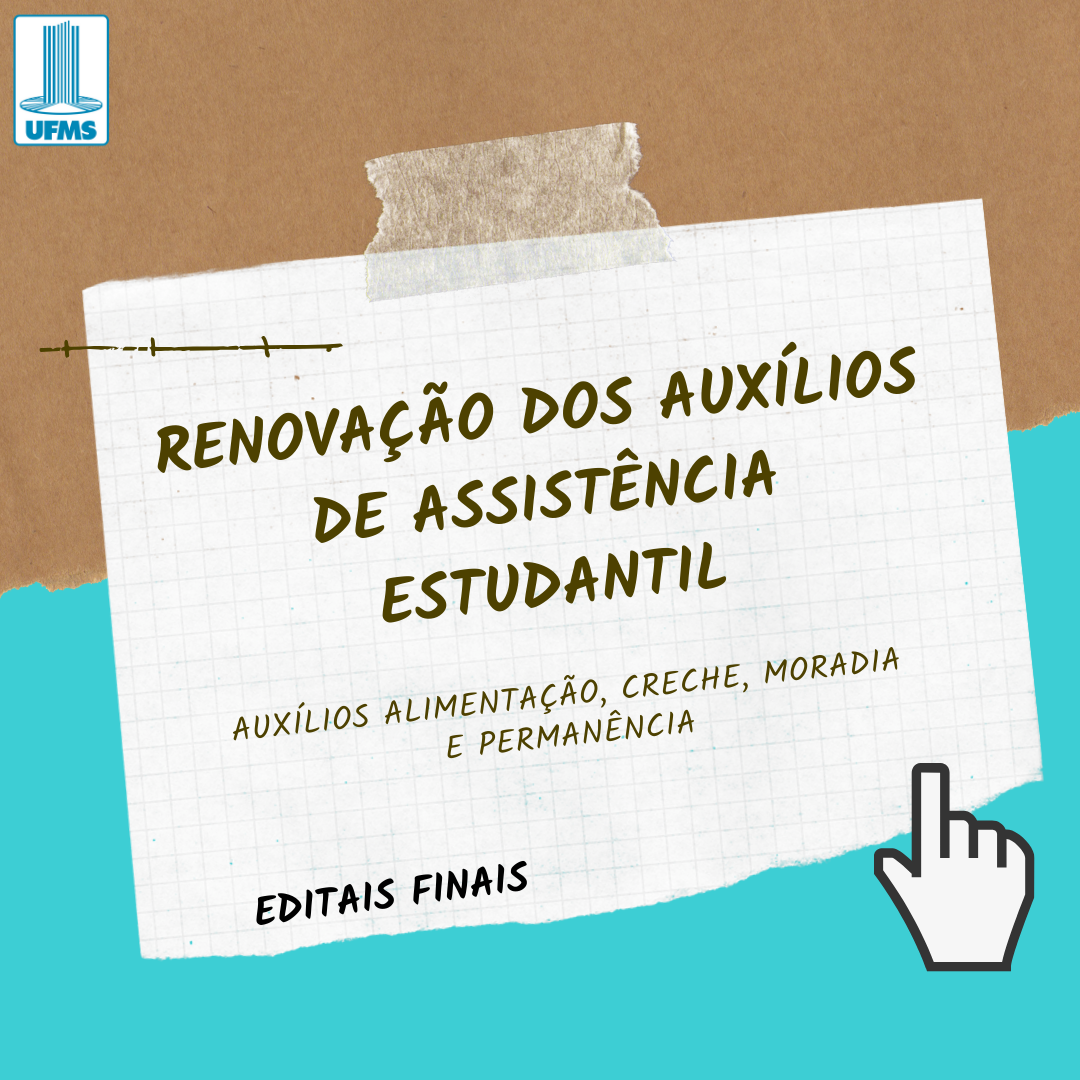 UFMS
RENOVAÇÃO DOS AUXÍLIOS
DE ASSISTÊNCIA
ESTUDANTIL
AUXÍLIOS ALIMENTAÇÃO, CRECHE, MORADIA
E PERMANÊNCIA
EDITAIS FINAIS